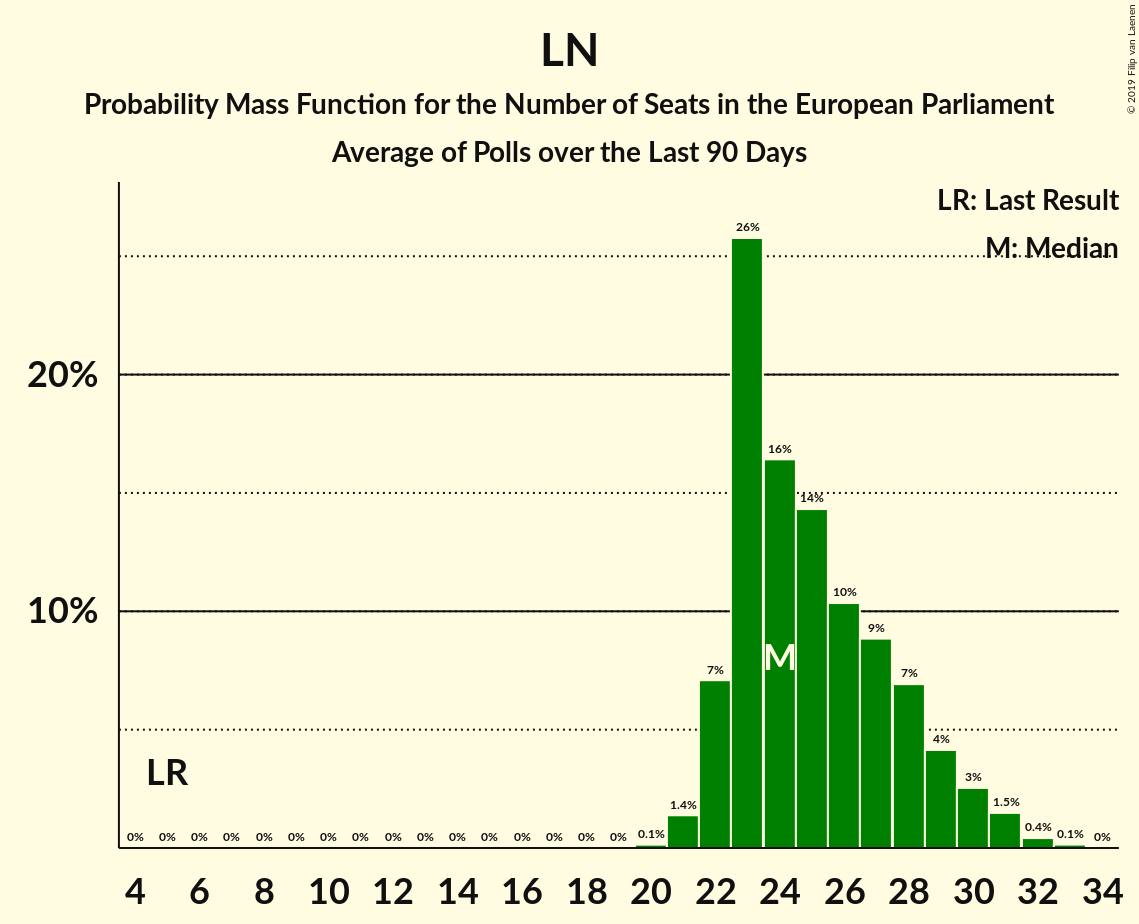 LN
Probability Mass Function for the Number of Seats in the European Parliament
Average of Polls over the Last 90 Days
© 2019 Filip van Laenen
LR: Last Result
M: Median
20%
10%
26%
16%
14%
10%
9%
7%
7%
4%
3%
1.4%
1.5%
0.1%
0.4%
0.1%
M
LR
0% 0% 0% 0% 0% 0% 0% 0% 0% 0% 0% 0% 0% 0% 0% 0% 0%
4 6 8 10 12 14 16 18 20 22 24 26 28 30 32 34